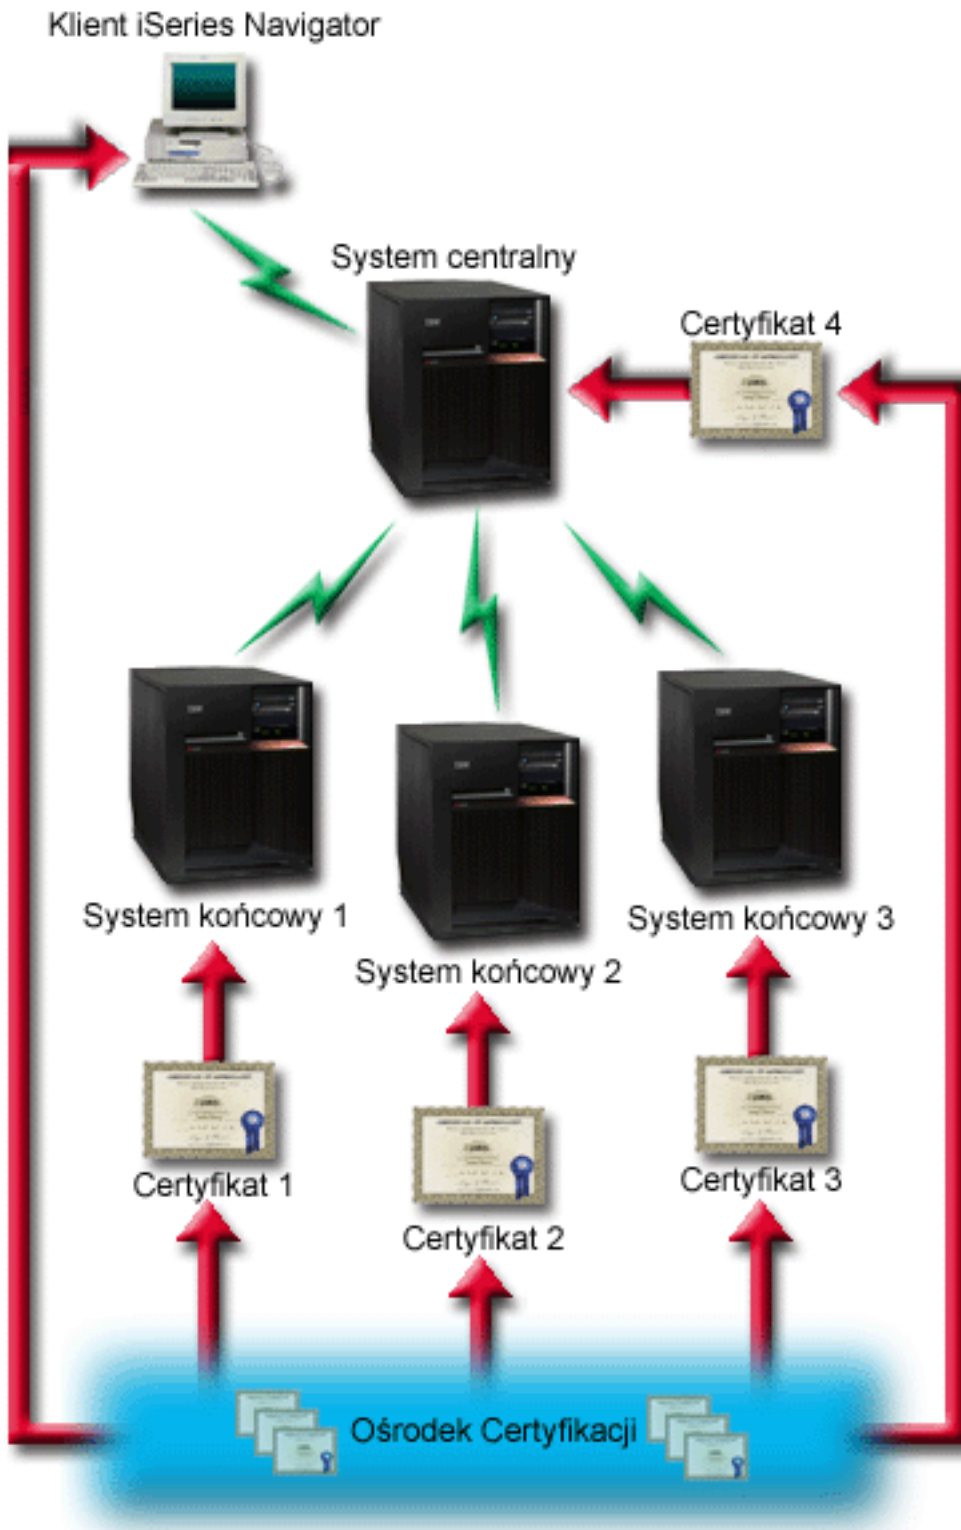 Klient iSeries Navigator
System centralny
Certyfikat 4
IBM
System końcowy 1
System końcowy 2
System końcowy 3
Certyfikat 1
Certyfikat 2
Certyfikat 3
Ośrodek Certyfikacji